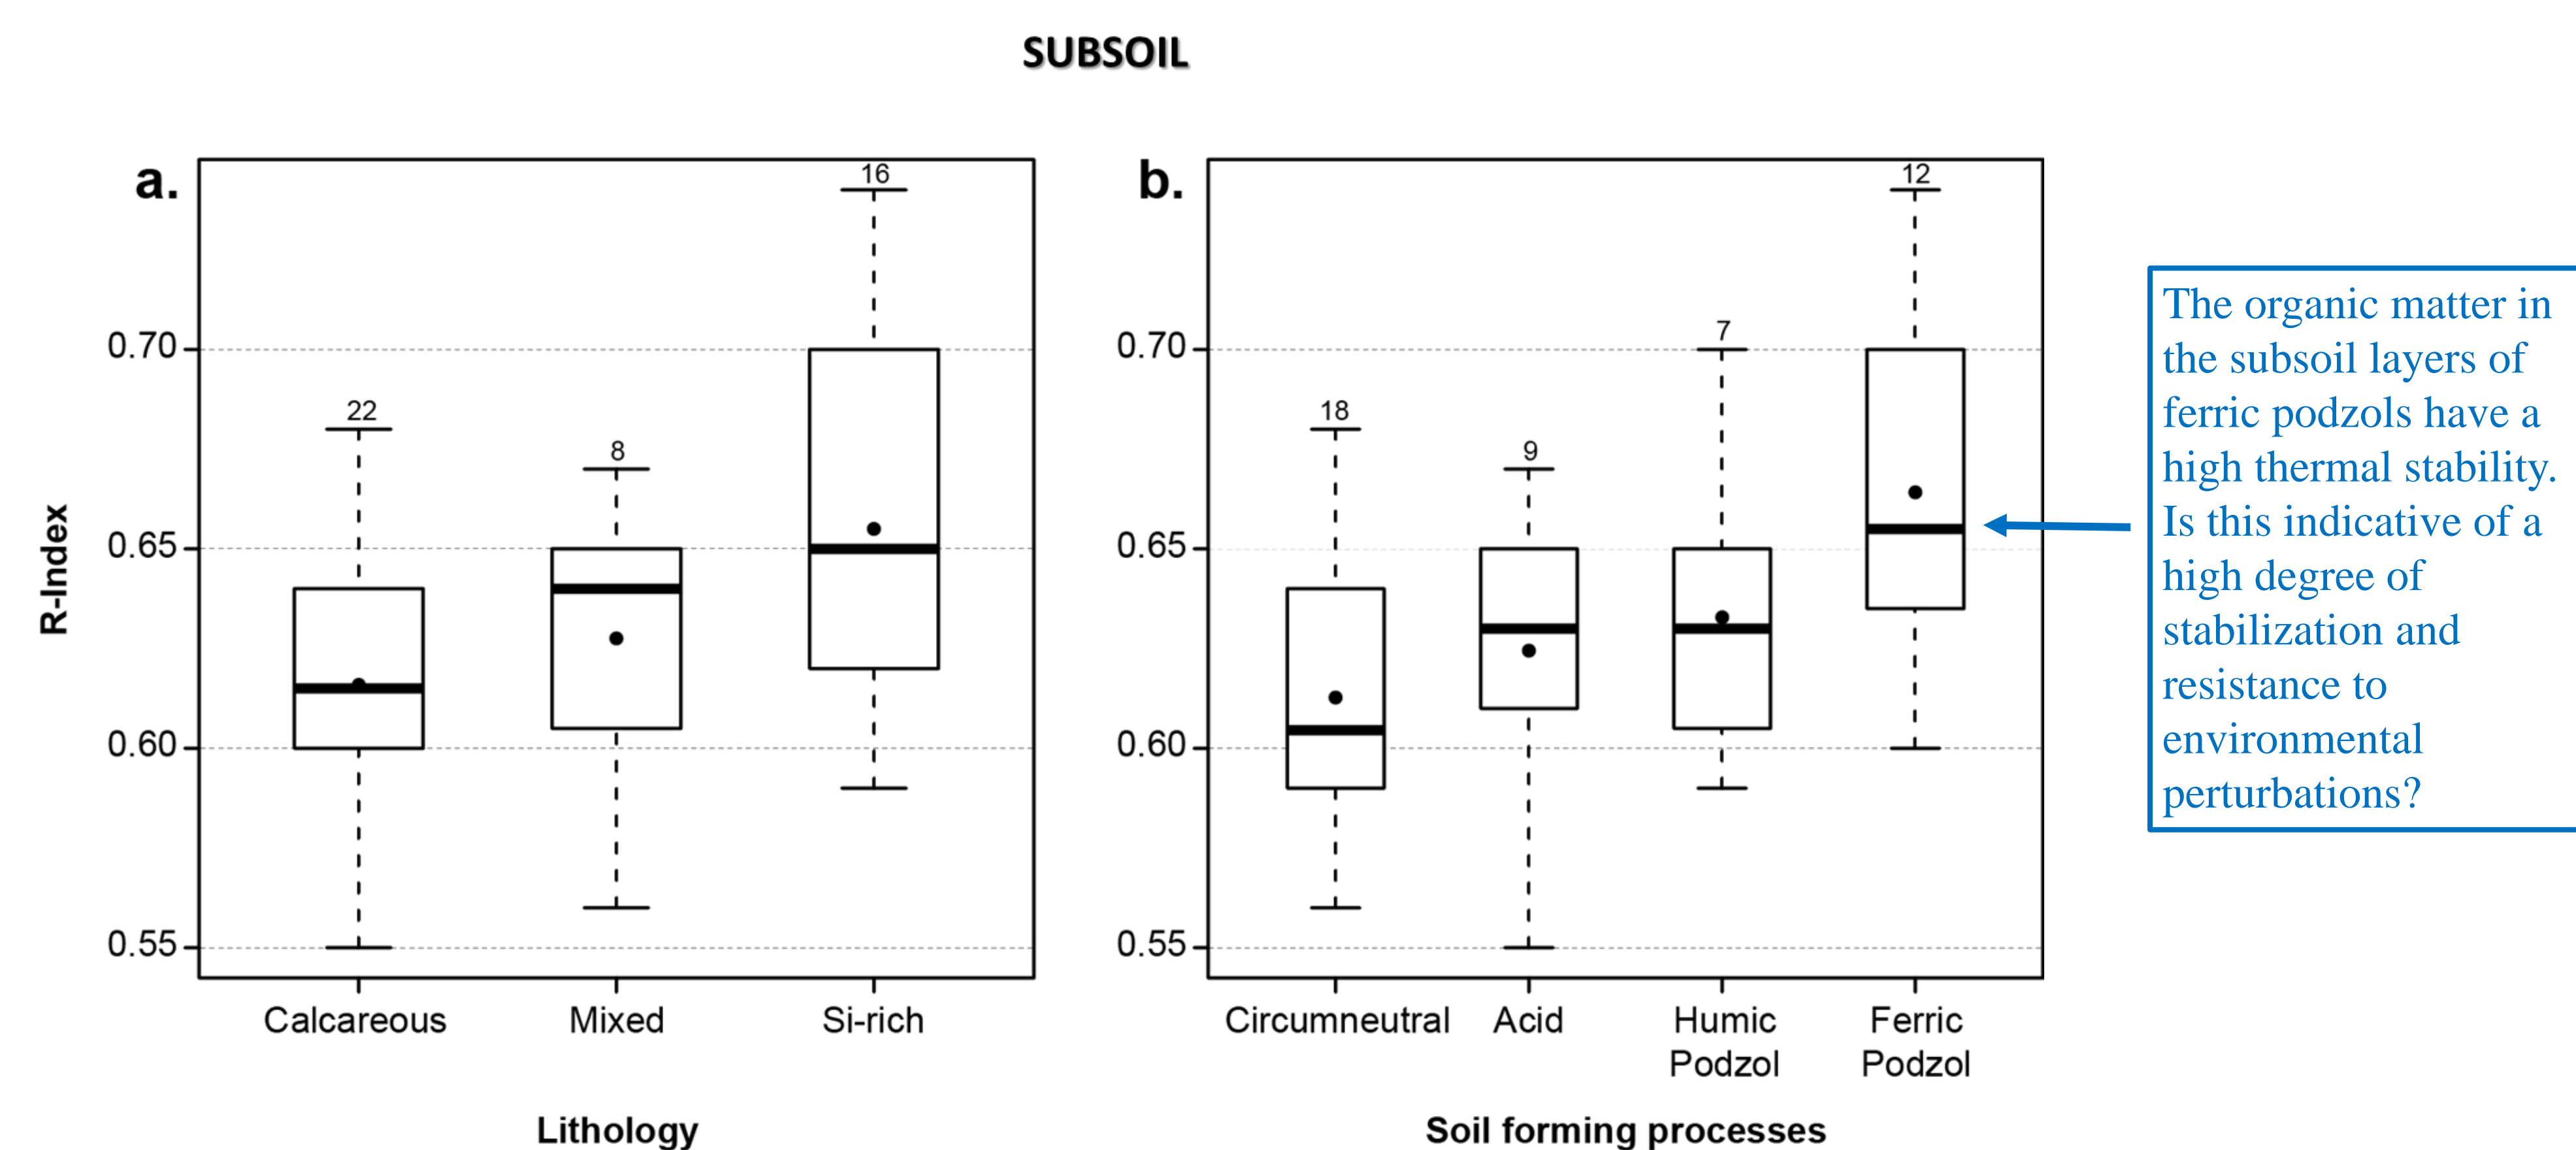 SUBSOIL
a.
R-Index
0.70
0.65
0.60
0.55
22
8
16
Calcareous
Mixed
Si-rich
Lithology
b.
0.70
0.65
0.60
0.55
18
9
7
12
Circumneutral
Acid
Humic
Podzol
Ferric
Podzol
Soil forming processes
The organic matter in
the subsoil layers of
ferric podzols have a
high thermal stability.
Is this indicative of a
high degree of
stabilization and
resistance to
environmental
perturbations?